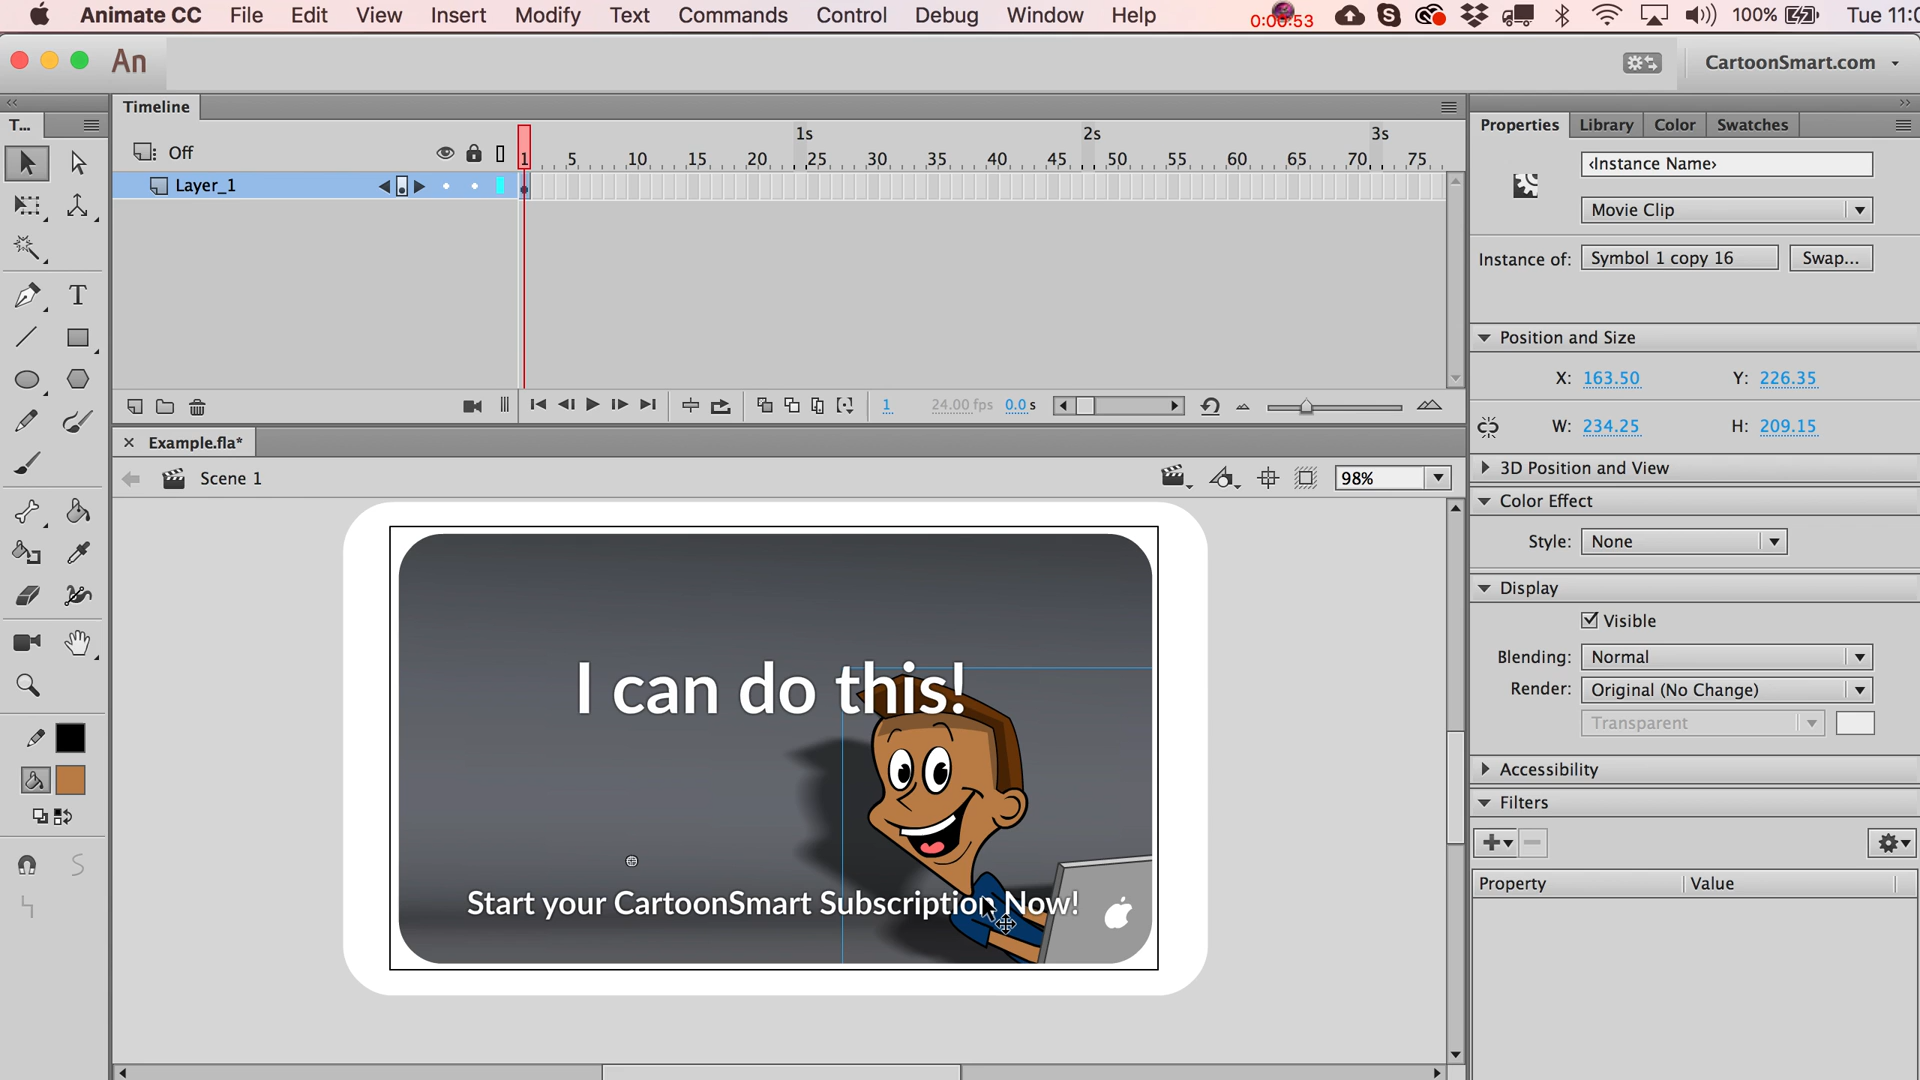 Animate CC File Edit View Insert Modify Text Commands Control Debug Window Help 0:00:53 100% Tue 11:0
An CartoonSmart.com
T... Timeline Properties Library Color Swatches
1s 2s 3s
Off 1 5 10 15 20 25 30 35 40 45 50 55 60 65 70 75
Layer_1
‹Instance Name›
Movie Clip
Instance of: Symbol 1 copy 16 Swap...
Position and Size
X: 163.50 Y: 226.35
1 24.00 fps 0.0 s
W: 234.25 H: 209.15
Example.fla*
Scene 1 98%
3D Position and View
Color Effect
Style: None
Display
Visible
Blending: Normal
Render: Original (No Change)
Transparent
Accessibility
Filters
Property Value
I can do this!
Start your CartoonSmart Subscription Now!